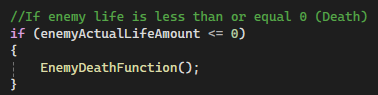 //If enemy life is less than or equal 0 (Death)
if (enemyActualLifeAmount <= 0)
{
    EnemyDeathFunction();
}